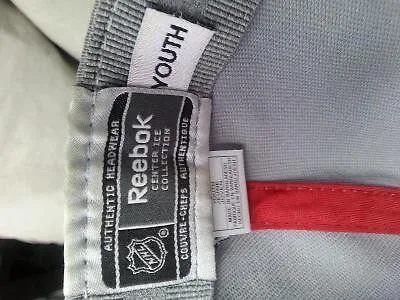 YOUTH
AUTHENTIC HEADWEAR
Reebok
CENTER ICE
COLLECTION
COUVRE-CHEFS AUTHENTIQUE
NHL